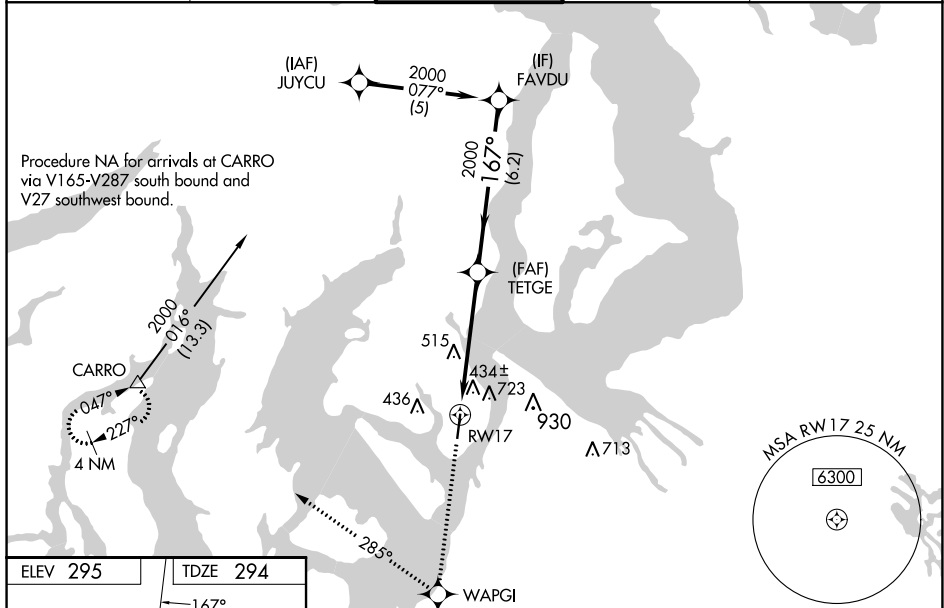 (IAF)
JUYCU
2000
077°
(5)
(IF)
FAVDU
Procedure NA for arrivals at CARRO
via V165-V287 south bound and
V27 southwest bound.
2000
167°
(6.2)
(FAF)
TETGE
2000
016°
(13.3)
CARRO
047°
227°
4 NM
515
434±
723
436
930
RW17
713
MSA RW17 25 NM
6300
285°
WAPGI
ELEV 295
TDZE 294
167°